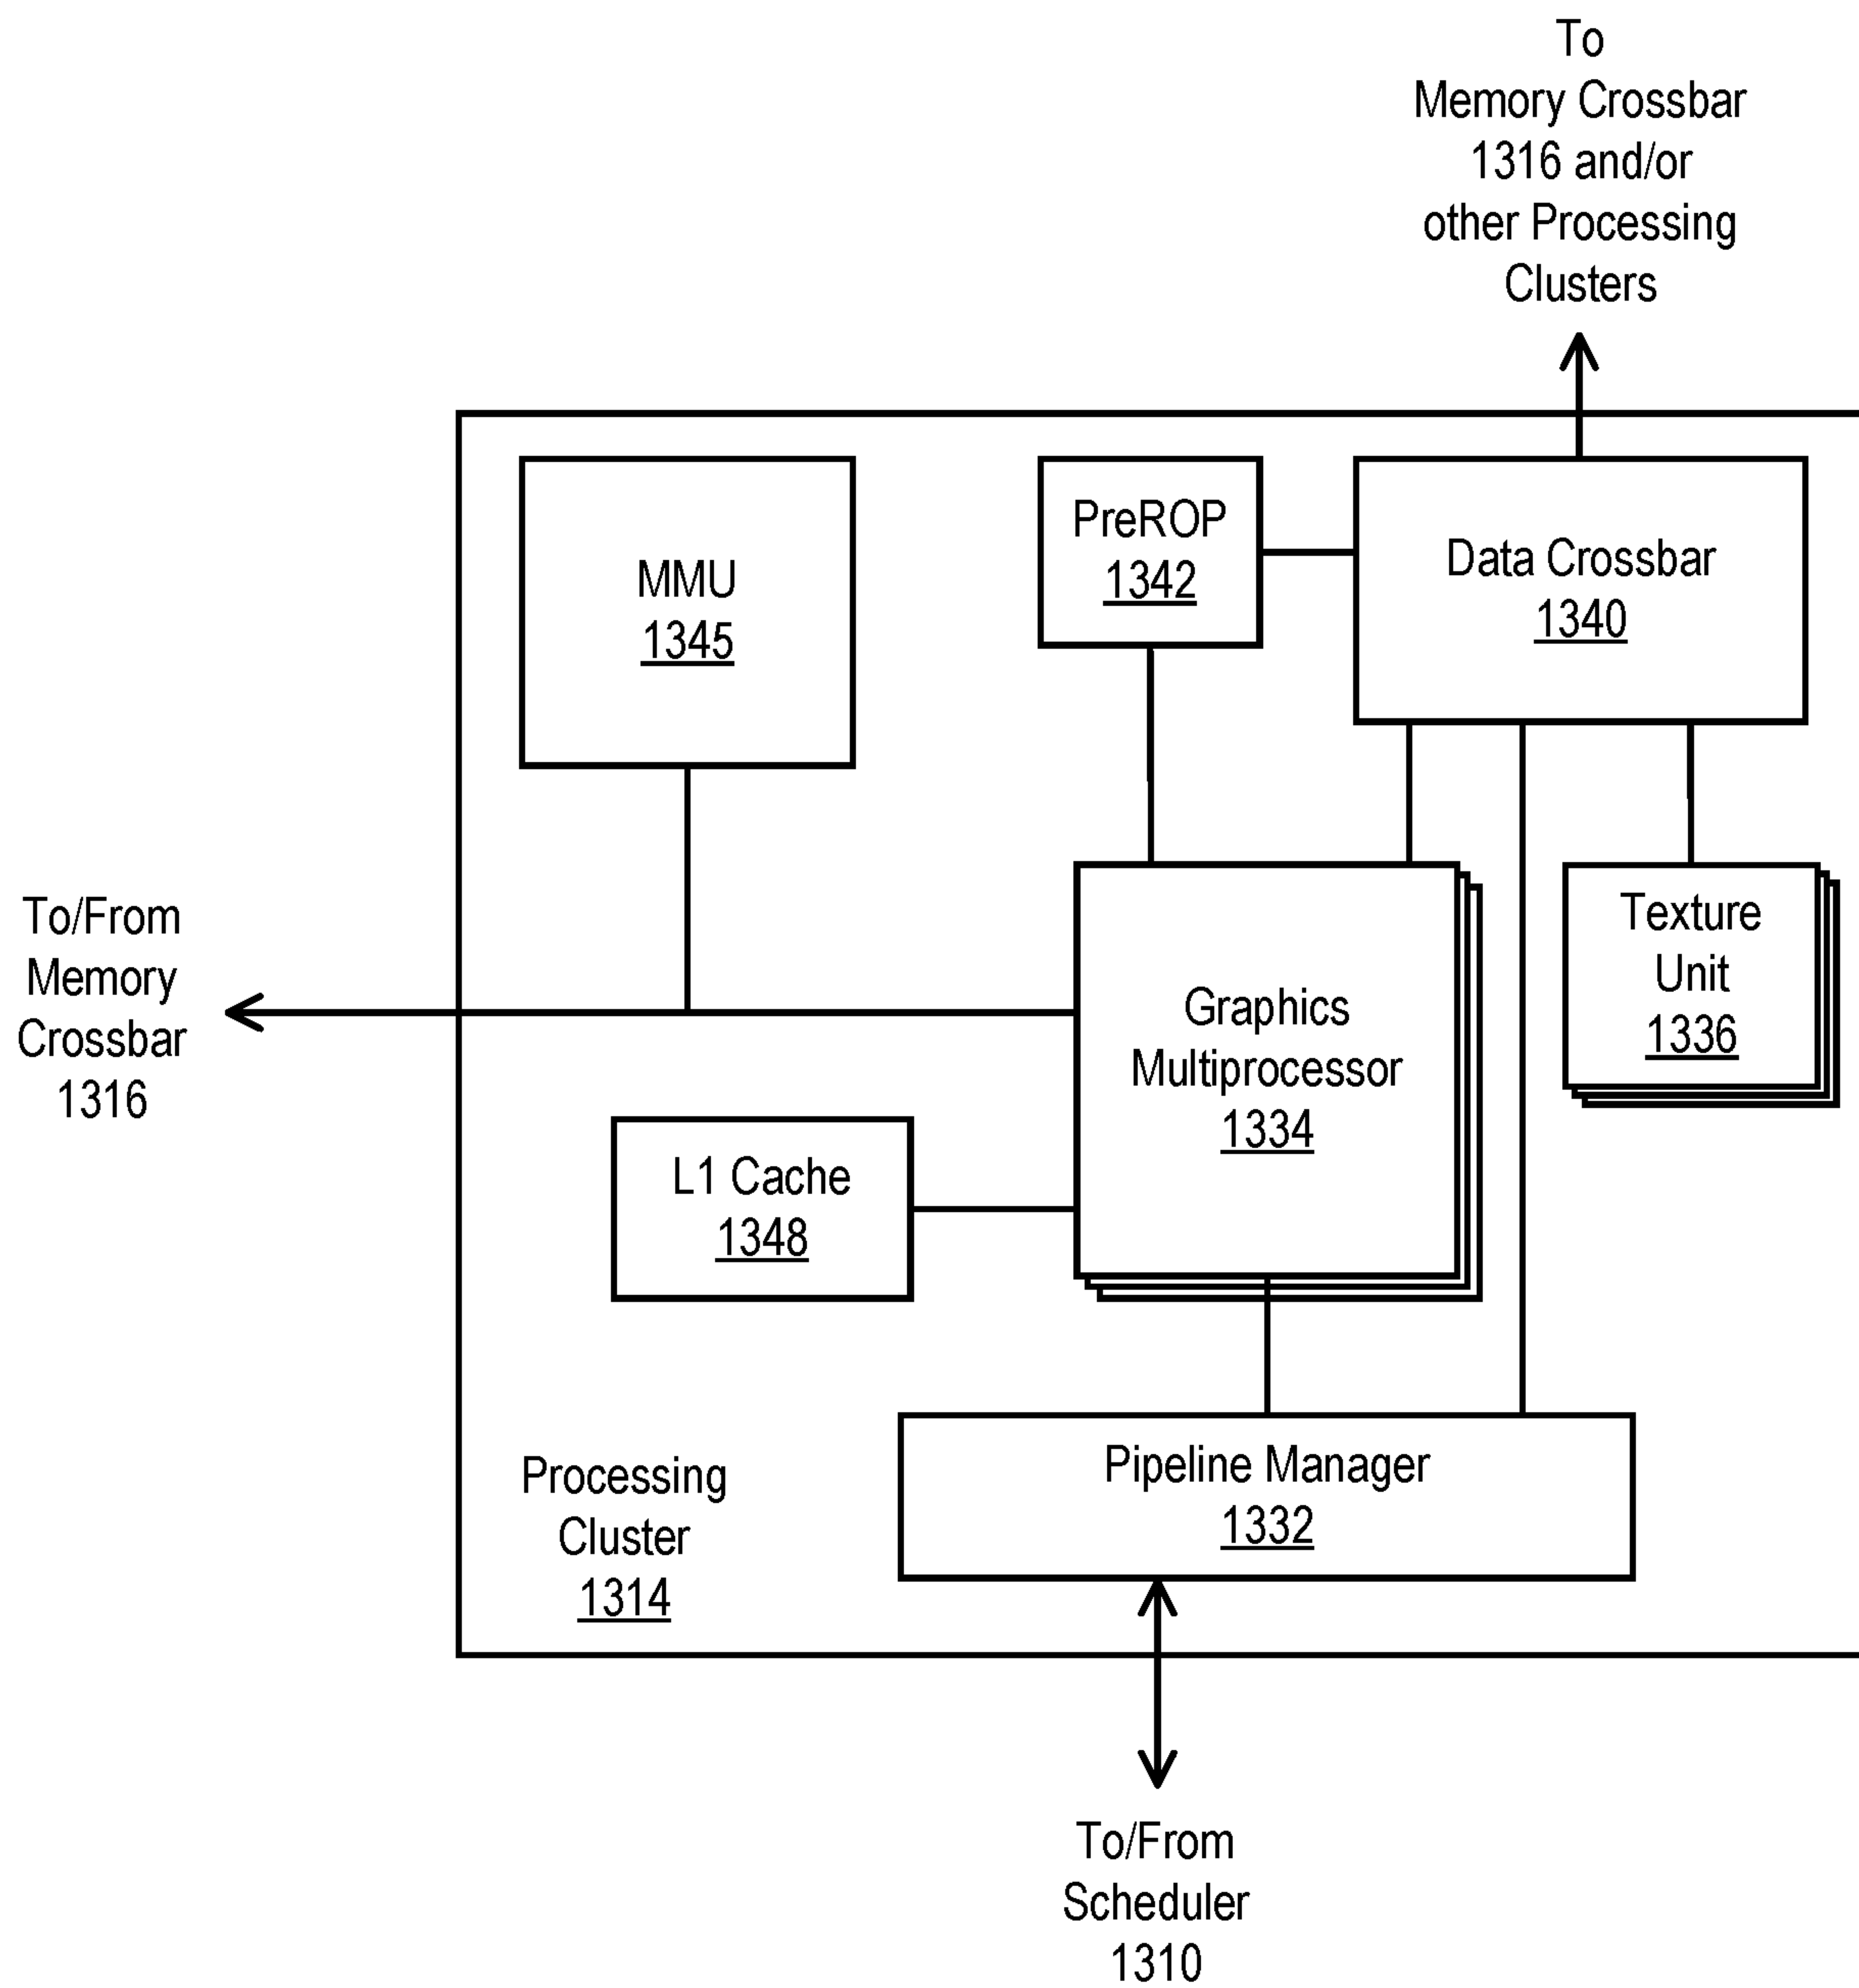 To
Memory Crossbar
1316 and/or
other Processing
Clusters
MMU
1345
PreROP
1342
Data Crossbar
1340
To/From
Memory
Crossbar
1316
Graphics
Multiprocessor
1334
Texture
Unit
1336
L1 Cache
1348
Processing
Cluster
1314
Pipeline Manager
1332
To/From
Scheduler
1310